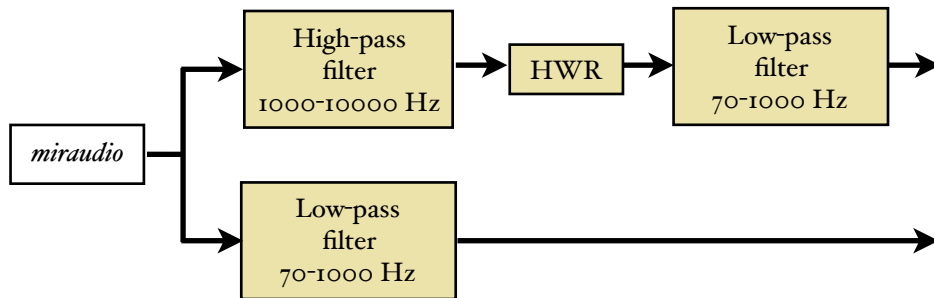 High-pass
filter
1000-10000 Hz
HWR
Low-pass
filter
70-1000 Hz
miraudio
Low-pass
filter
70-1000 Hz